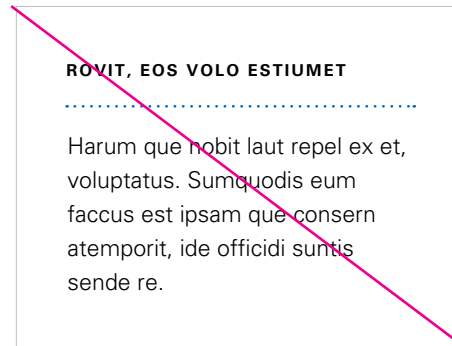 ROVIT, EOS VOLO ESTIUMET
Harum que nobit laut repel ex et,
voluptatus. Sumquodis eum
faccus est ipsam que consern
atemporit, ide officidi suntis
sende re.